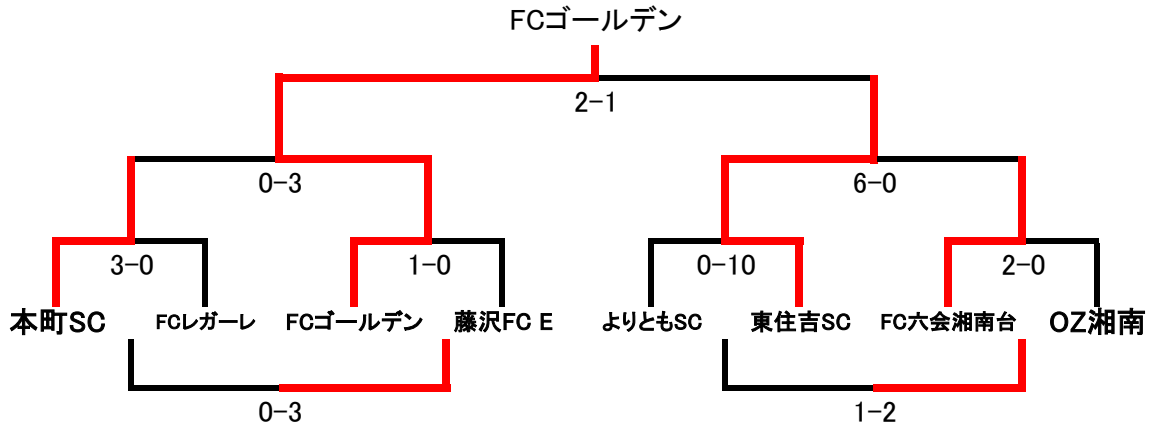 FCゴールデン
2-1
0-3
6-0
3-0
1-0
0-10
2-0
本町SC
FCレガーレ
FCゴールデン
藤沢FC E
よりともSC
東住吉SC
FC六会湘南台
OZ湘南
0-3
1-2